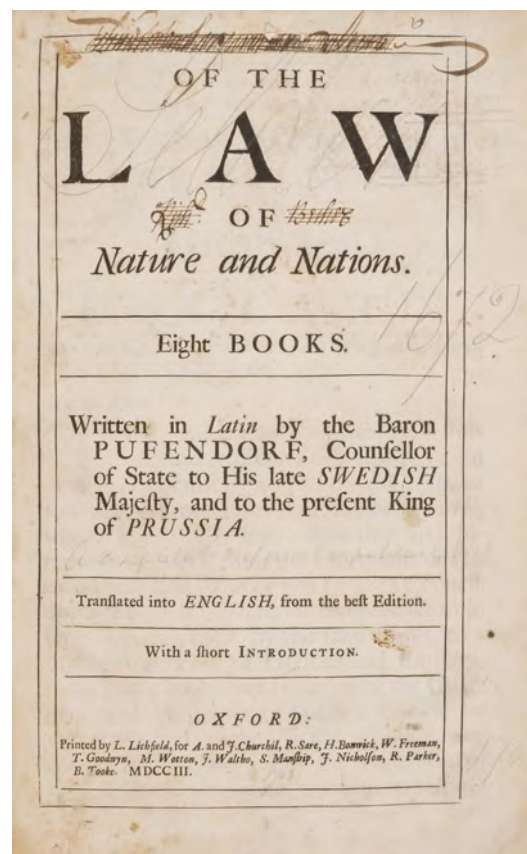 OF THE
LAW
OF
Nature and Nations.
1672
Eight BOOKS.
Written in Latin by the Baron
PUFENDORF, Counſellor
of State to His late SWEDISH
Majeſty, and to the preſent King
of PRUSSIA.
Tranſlated into ENGLISH, from the beſt Edition.
With a ſhort INTRODUCTION.
OXFORD:
Printed by L. Lichfield, for A. and J. Churchil, R. Sare, H. Bonwick, W. Freeman,
T. Goodwyn, M. Wotton, J. Waltho, S. Manſhip, J. Nicholſon, R. Parker,
B. Tooke. MDCCIII.